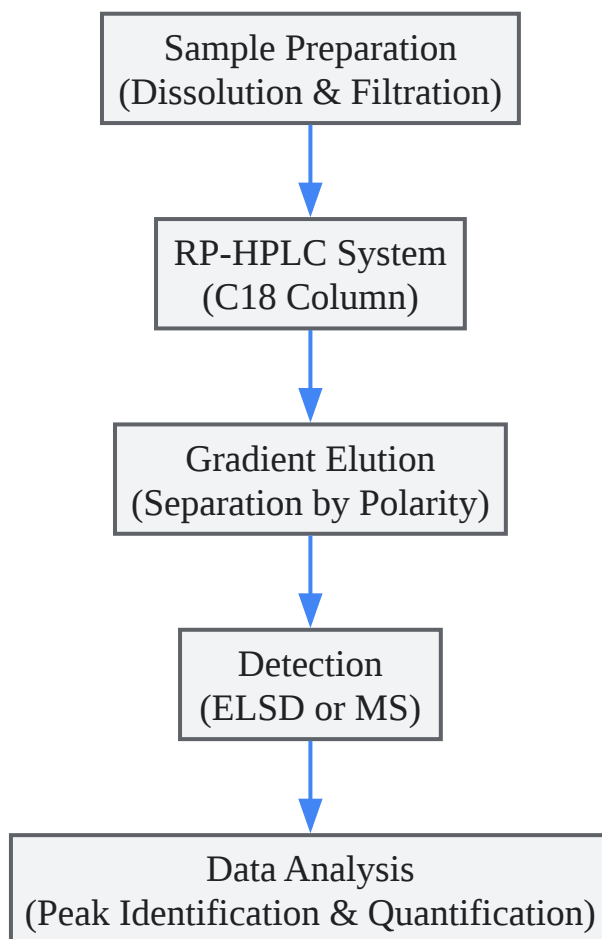 Sample Preparation
(Dissolution & Filtration)
RP-HPLC System
(C18 Column)
Gradient Elution
(Separation by Polarity)
Detection
(ELSD or MS)
Data Analysis
(Peak Identification & Quantification)